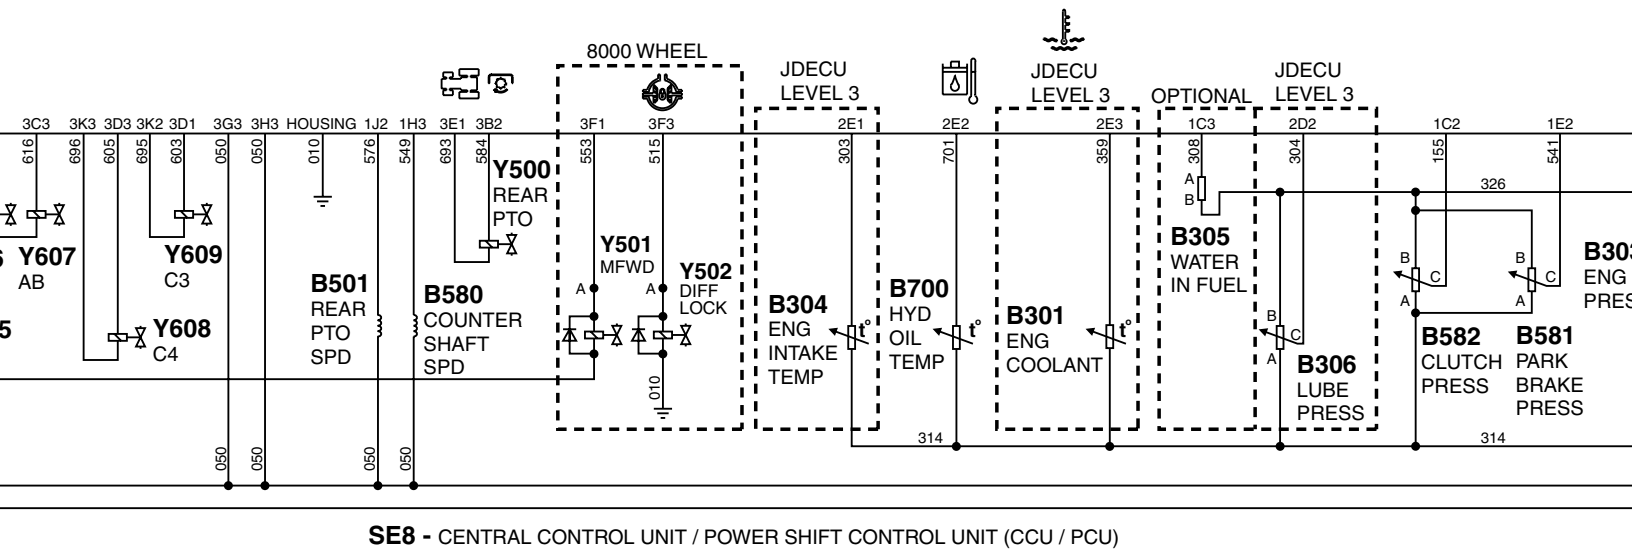 8000 WHEEL
JDECU
LEVEL 3
JDECU
LEVEL 3
JDECU
LEVEL 3
OPTIONAL
3C3 3K3 3D3 3K2 3D1 3G3 3H3 HOUSING 1J2 1H3 3E1 3B2 3F1 3F3 2E1 2E2 2E3 1C3 2D2 1C2 1E2
616 696 605 695 603 050 050 010 576 549 693 584 553 515 303 701 359 308 304 155 541
326
Y500
REAR
PTO
A
B
Y607
AB
Y609
C3
Y608
C4
5
B501
REAR
PTO
SPD
B580
COUNTER
SHAFT
SPD
Y501
MFWD
A
Y502
DIFF
LOCK
A
010
B304
ENG
INTAKE
TEMP
t°
B700
HYD
OIL
TEMP
t°
B301
ENG
COOLANT
t°
B305
WATER
IN FUEL
B
C
A
B306
LUBE
PRESS
B
C
A
B582
CLUTCH
PRESS
B
C
A
B581
PARK
BRAKE
PRESS
B303
ENG
PRES
314 314
050 050 050 050
SE8 - CENTRAL CONTROL UNIT / POWER SHIFT CONTROL UNIT (CCU / PCU)